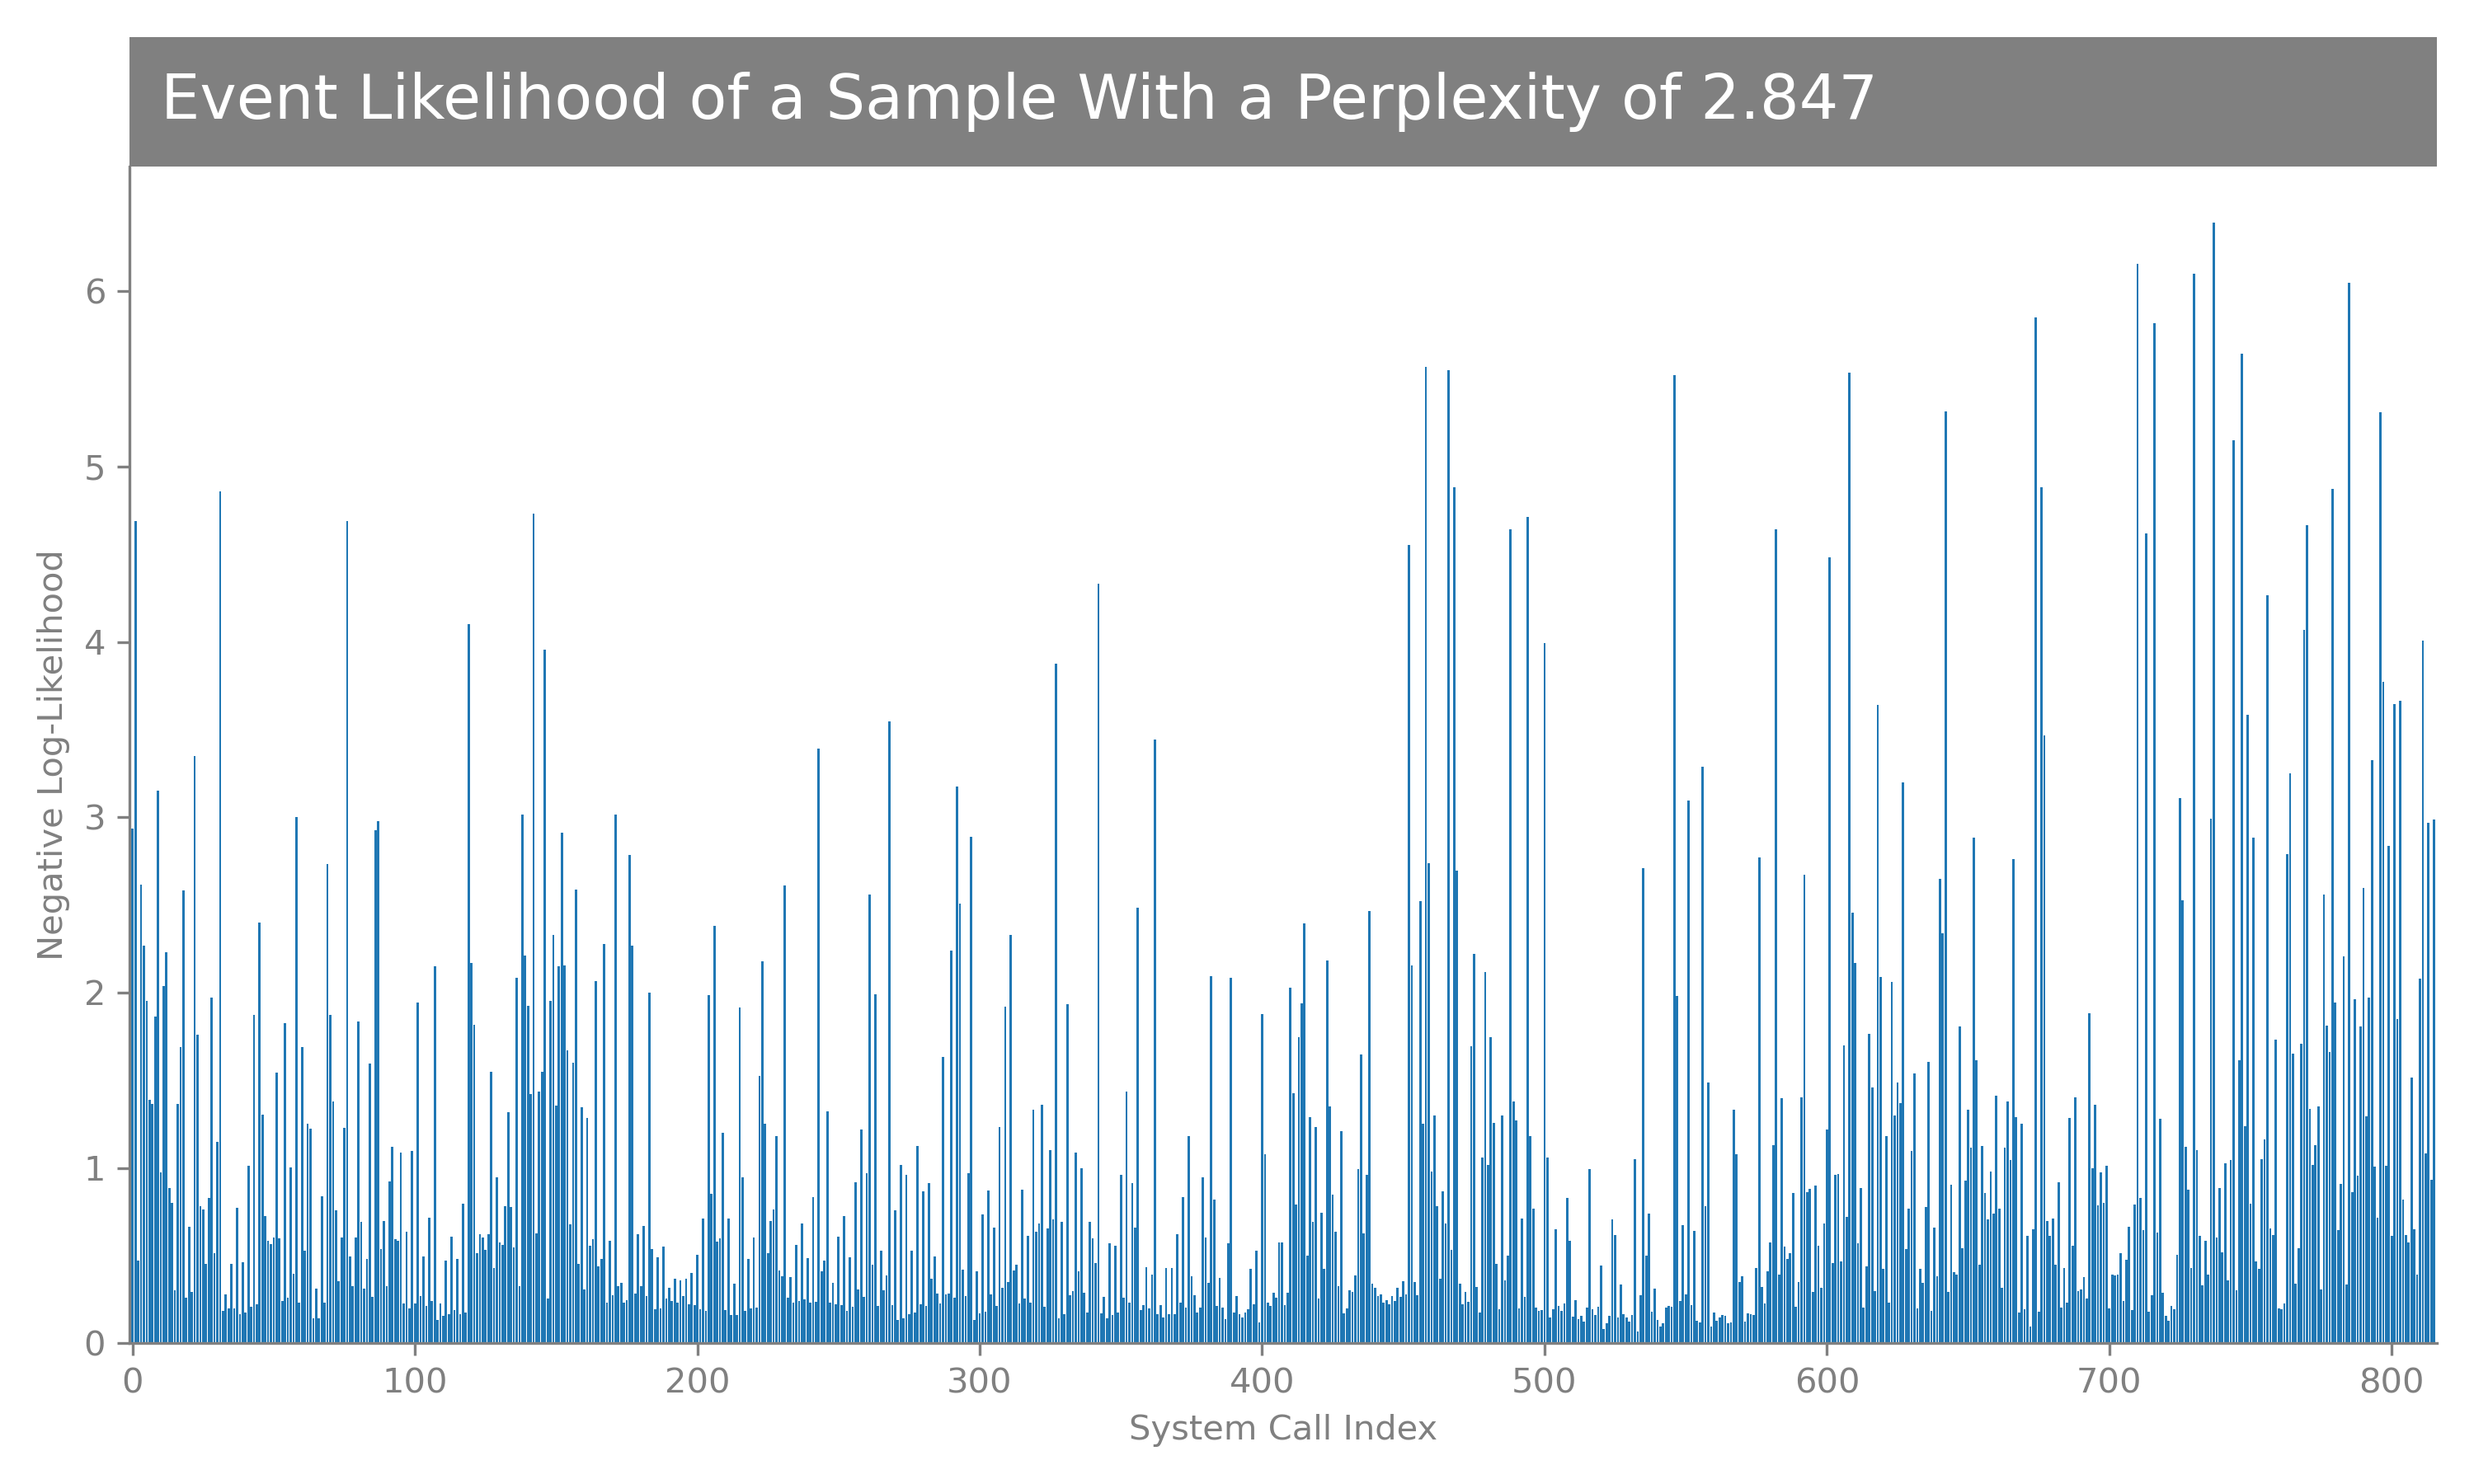 Event Likelihood of a Sample With a Perplexity of 2.847
Negative Log-Likelihood
6
5
4
3
2
1
0
0 100 200 300 400 500 600 700 800
System Call Index